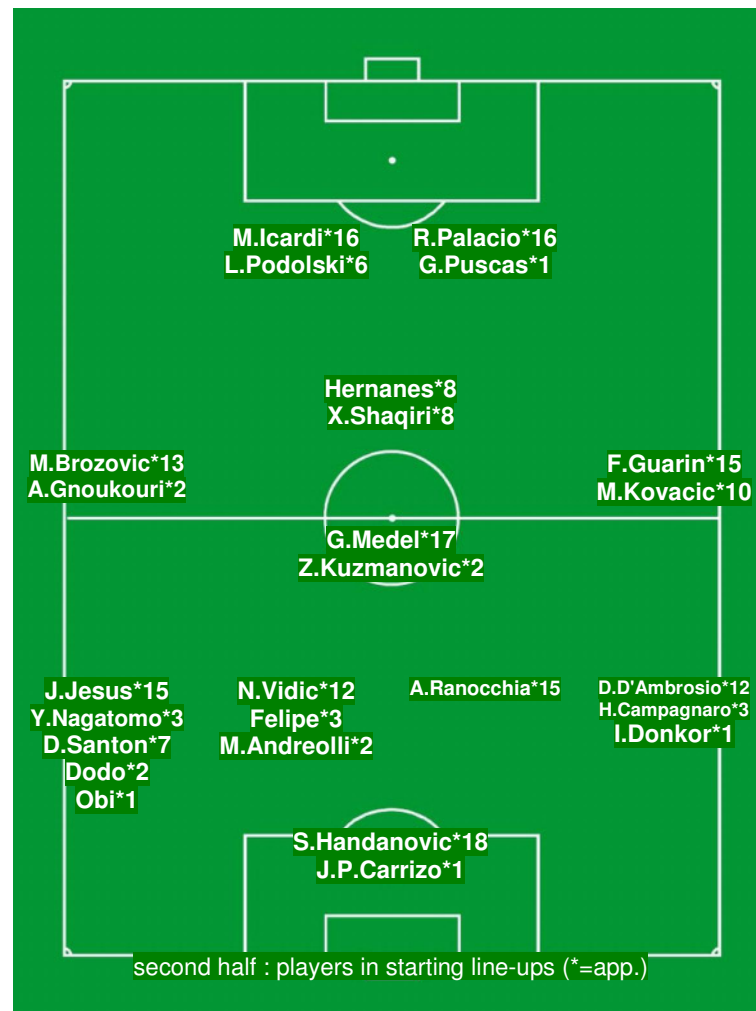 M.Icardi*16
L.Podolski*6
R.Palacio*16
G.Puscas*1
Hernanes*8
X.Shaqiri*8
M.Brozovic*13
A.Gnoukouri*2
F.Guarin*15
M.Kovacic*10
G.Medel*17
Z.Kuzmanovic*2
J.Jesus*15
Y.Nagatomo*3
D.Santon*7
Dodo*2
Obi*1
N.Vidic*12
Felipe*3
M.Andreolli*2
A.Ranocchia*15
D.D'Ambrosio*12
H.Campagnaro*3
I.Donkor*1
S.Handanovic*18
J.P.Carrizo*1
second half : players in starting line-ups (*=app.)